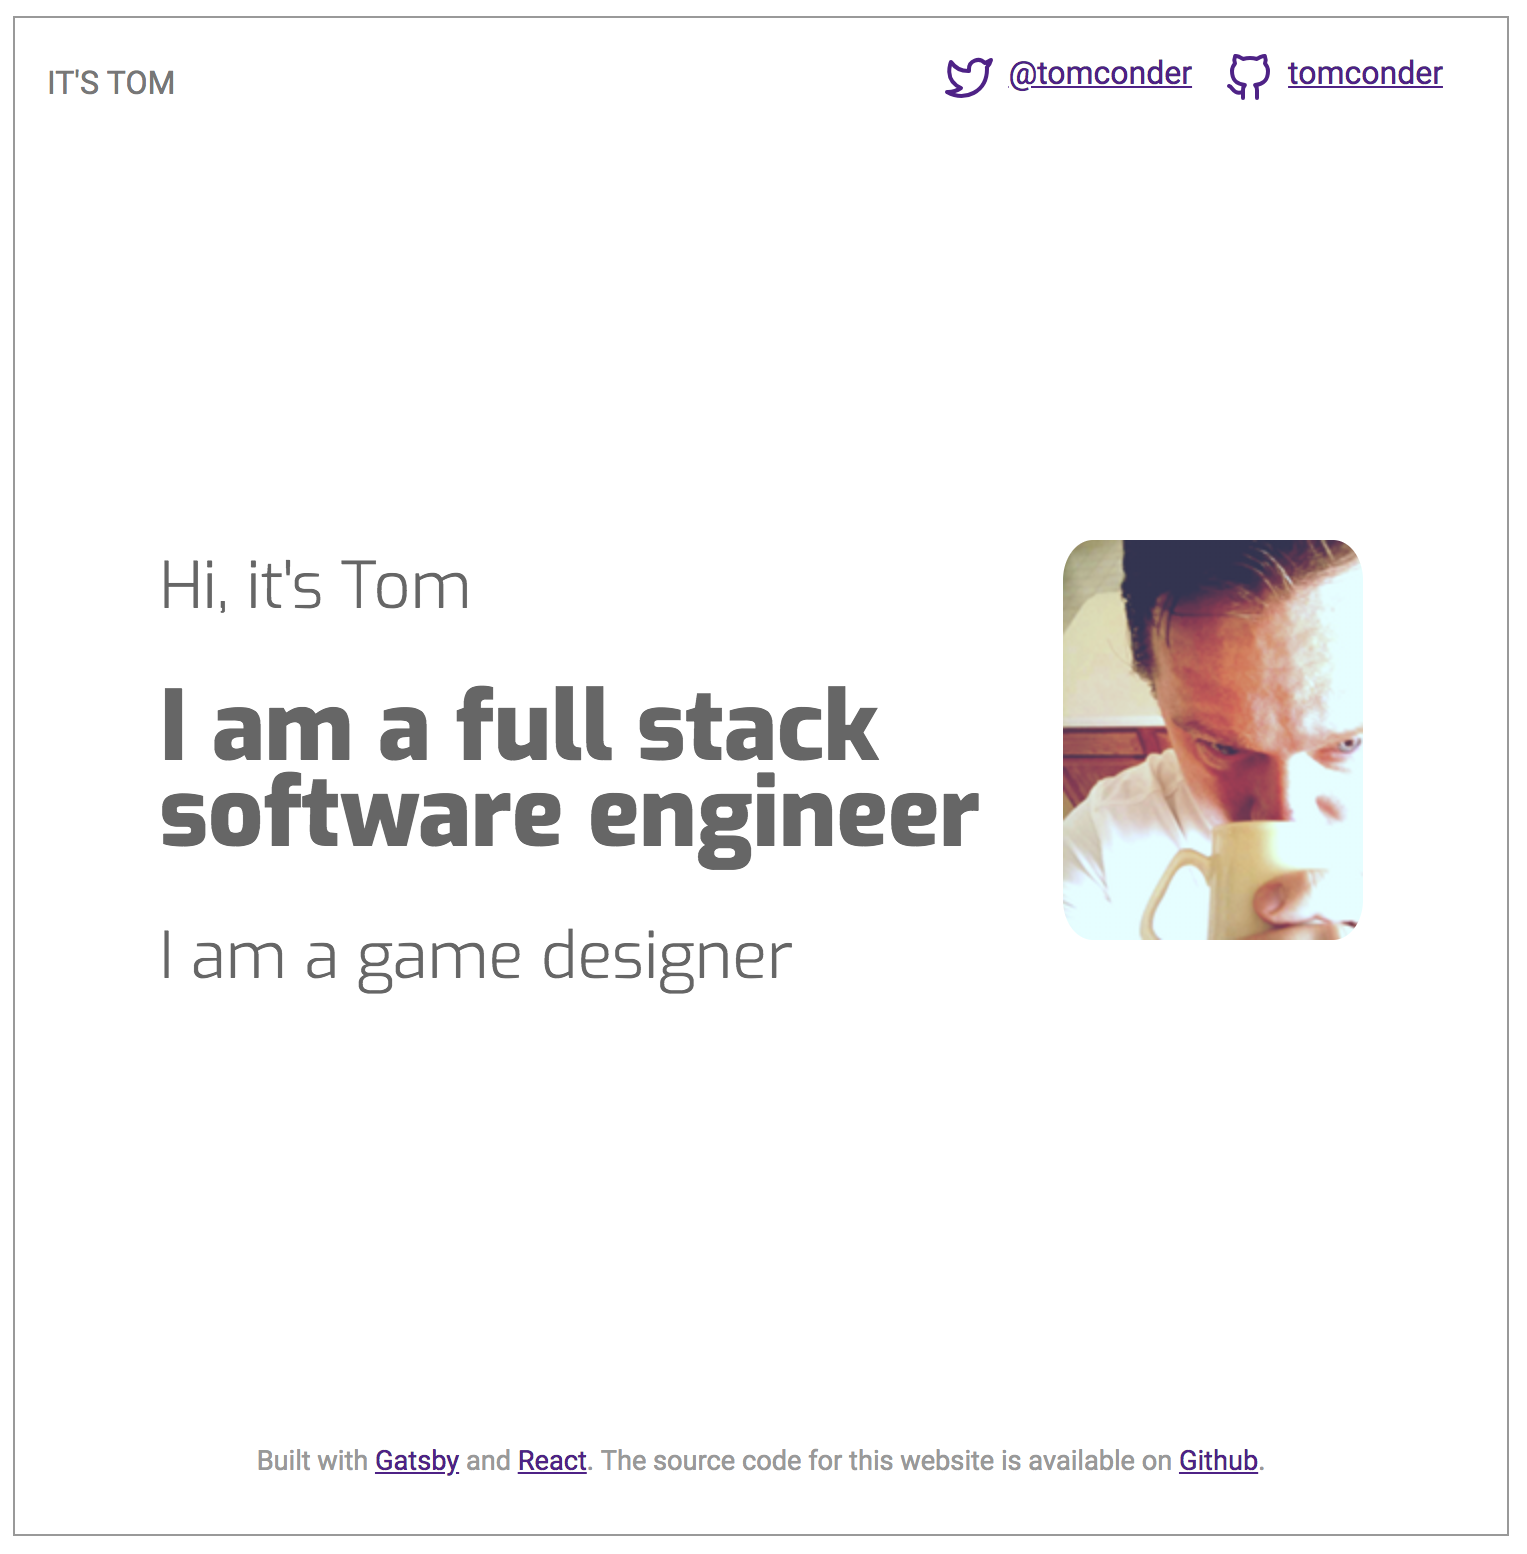 IT'S TOM
@tomconder tomconder
Hi, it's Tom
I am a full stack
software engineer
I am a game designer
Built with Gatsby and React. The source code for this website is available on Github.